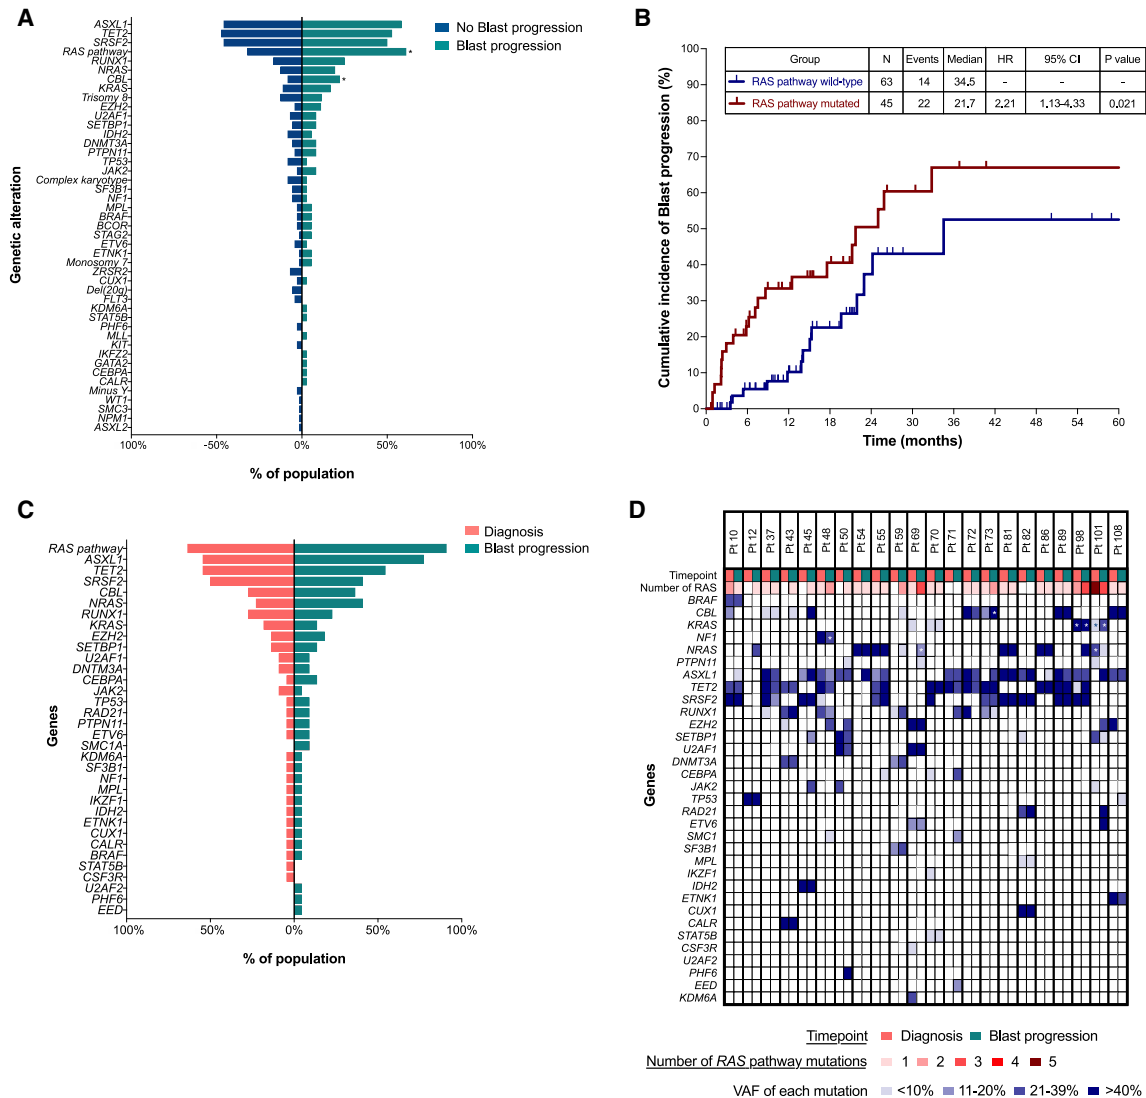 A
No Blast progression
Blast progression
Genetic alteration
ASXL1
TET2
SRSF2
RAS pathway
*
RUNX1
NRAS
CBL
*
KRAS
Trisomy 8
EZH2
U2AF1
SETBP1
IDH2
DNMT3A
PTPN11
TP53
JAK2
Complex karyotype
SF3B1
NF1
MPL
BRAF
BCOR
STAG2
ETV6
ETNK1
Monosomy 7
ZRSR2
CUX1
Del(20q)
FLT3
KDM6A
STAT5B
PHF6
MLL
KIT
IKFZ2
GATA2
CEBPA
CALR
Minus Y
WT1
SMC3
NPM1
ASXL2
100% -50% 0% 50% 100%
% of population
B
Cumulative incidence of Blast progression (%)
100
90
80
70
60
50
40
30
20
10
0
Group N Events Median HR 95% CI P value
RAS pathway wild-type 63 14 34.5 - - -
RAS pathway mutated 45 22 21.7 2.21 1.13-4.33 0.021
0 6 12 18 24 30 36 42 48 54 60
Time (months)
C
Diagnosis
Blast progression
Genes
RAS pathway
ASXL1
TET2
SRSF2
CBL
NRAS
RUNX1
KRAS
EZH2
SETBP1
U2AF1
DNTM3A
CEBPA
JAK2
TP53
RAD21
PTPN11
ETV6
SMC1A
KDM6A
SF3B1
NF1
MPL
IKZF1
IDH2
ETNK1
CUX1
CALR
BRAF
STAT5B
CSF3R
U2AF2
PHF6
EED
100% 50% 0% 50% 100%
% of population
D
Pt 10 Pt 12 Pt 37 Pt 43 Pt 45 Pt 48 Pt 50 Pt 54 Pt 55 Pt 59 Pt 69 Pt 70 Pt 71 Pt 72 Pt 73 Pt 81 Pt 82 Pt 86 Pt 89 Pt 98 Pt 101 Pt 108
Timepoint
Number of RAS
Genes
BRAF
CBL *
KRAS * * * *
NF1 *
NRAS * *
PTPN11
ASXL1
TET2
SRSF2
RUNX1
EZH2
SETBP1
U2AF1
DNMT3A
CEBPA
JAK2
TP53
RAD21
ETV6
SMC1
SF3B1
MPL
IKZF1
IDH2
ETNK1
CUX1
CALR
STAT5B
CSF3R
U2AF2
PHF6
EED
KDM6A
Timepoint Diagnosis Blast progression
Number of RAS pathway mutations 1 2 3 4 5
VAF of each mutation <10% 11-20% 21-39% >40%